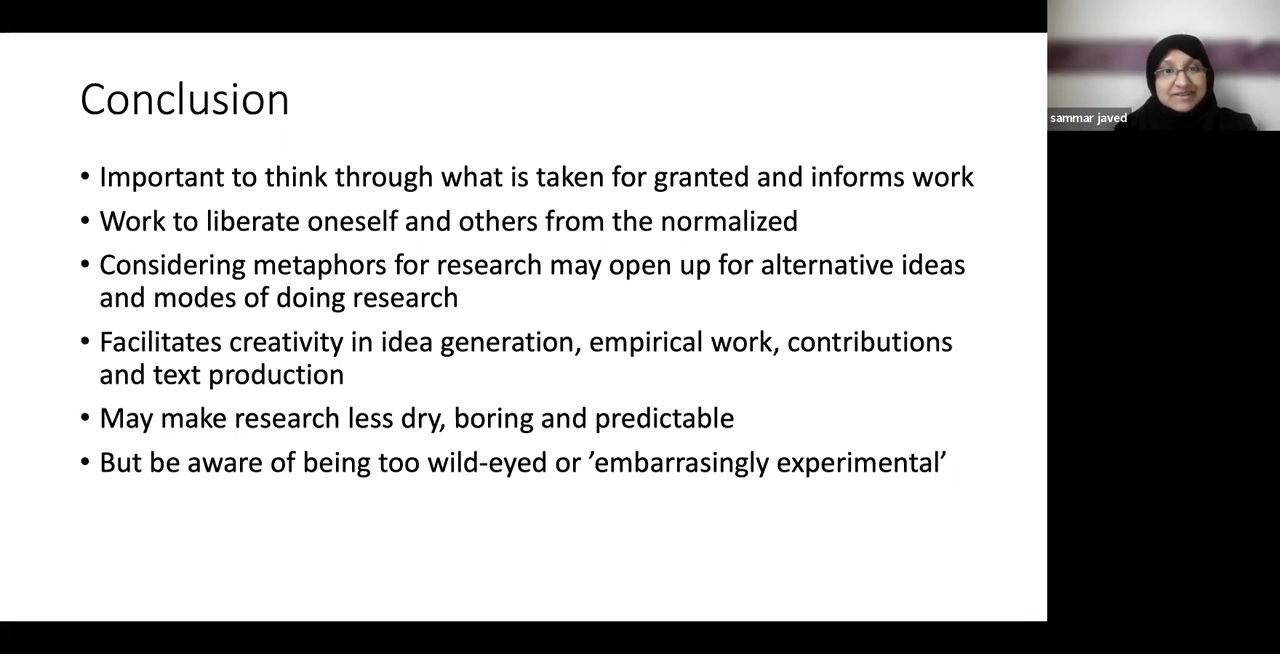 Conclusion
• Important to think through what is taken for granted and informs work
• Work to liberate oneself and others from the normalized
• Considering metaphors for research may open up for alternative ideas
and modes of doing research
• Facilitates creativity in idea generation, empirical work, contributions
and text production
• May make research less dry, boring and predictable
• But be aware of being too wild-eyed or ’embarrasingly experimental’
sammar javed